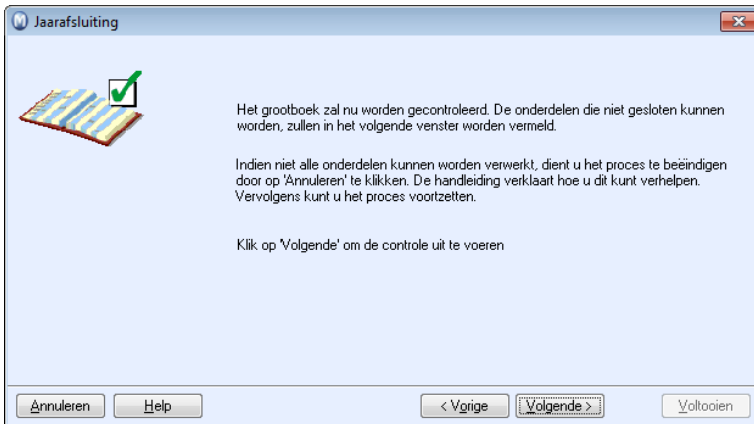 Jaarafsluiting
Het grootboek zal nu worden gecontroleerd. De onderdelen die niet gesloten kunnen
worden, zullen in het volgende venster worden vermeld.
Indien niet alle onderdelen kunnen worden verwerkt, dient u het proces te beëindigen
door op 'Annuleren' te klikken. De handleiding verklaart hoe u dit kunt verhelpen.
Vervolgens kunt u het proces voortzetten.
Klik op 'Volgende' om de controle uit te voeren
Annuleren Help < Vorige Volgende > Voltooien